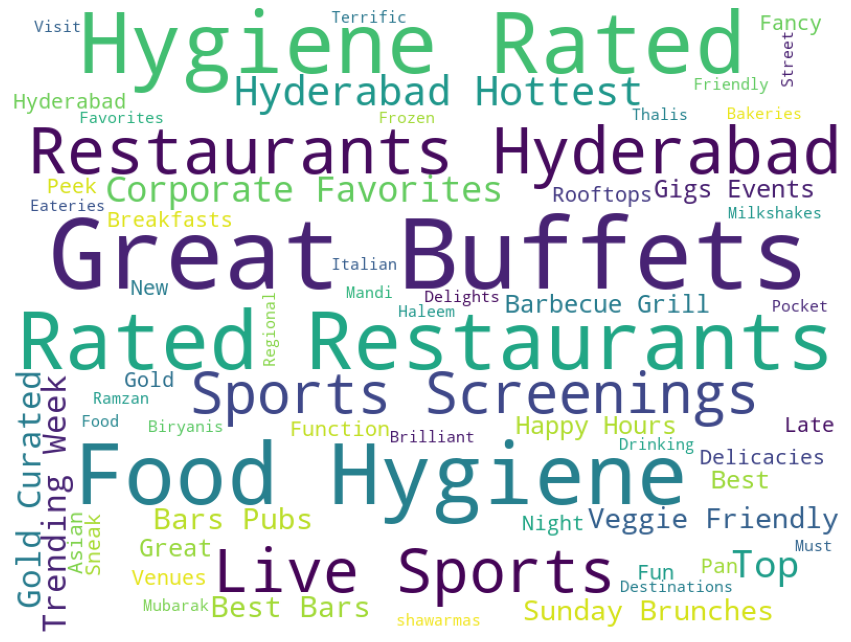 Visit
Terrific
Fancy
Hygiene Rated
Street
Hyderabad Hottest
Friendly
Hyderabad
Favorites
Frozen
Thalis
Bakeries
Restaurants Hyderabad
Peek
Corporate Favorites
Rooftops
Gigs Events
Eateries
Breakfasts
Milkshakes
Great Buffets
Italian
New
Mandi
Delights
Barbecue Grill
Pocket
Haleem
Regional
Rated Restaurants
Gold
Sports Screenings
Gold Curated
Trending Week
Ramzan
Food
Biryanis
Function
Brilliant
Happy Hours
Late
Drinking
Food Hygiene
Delicacies
Best
Asian
Sneak
Bars Pubs
Night
Veggie Friendly
Great
Must
Venues
Live Sports
Fun
Pan
Top
Destinations
Mubarak
Best Bars
shawarmas
Sunday Brunches